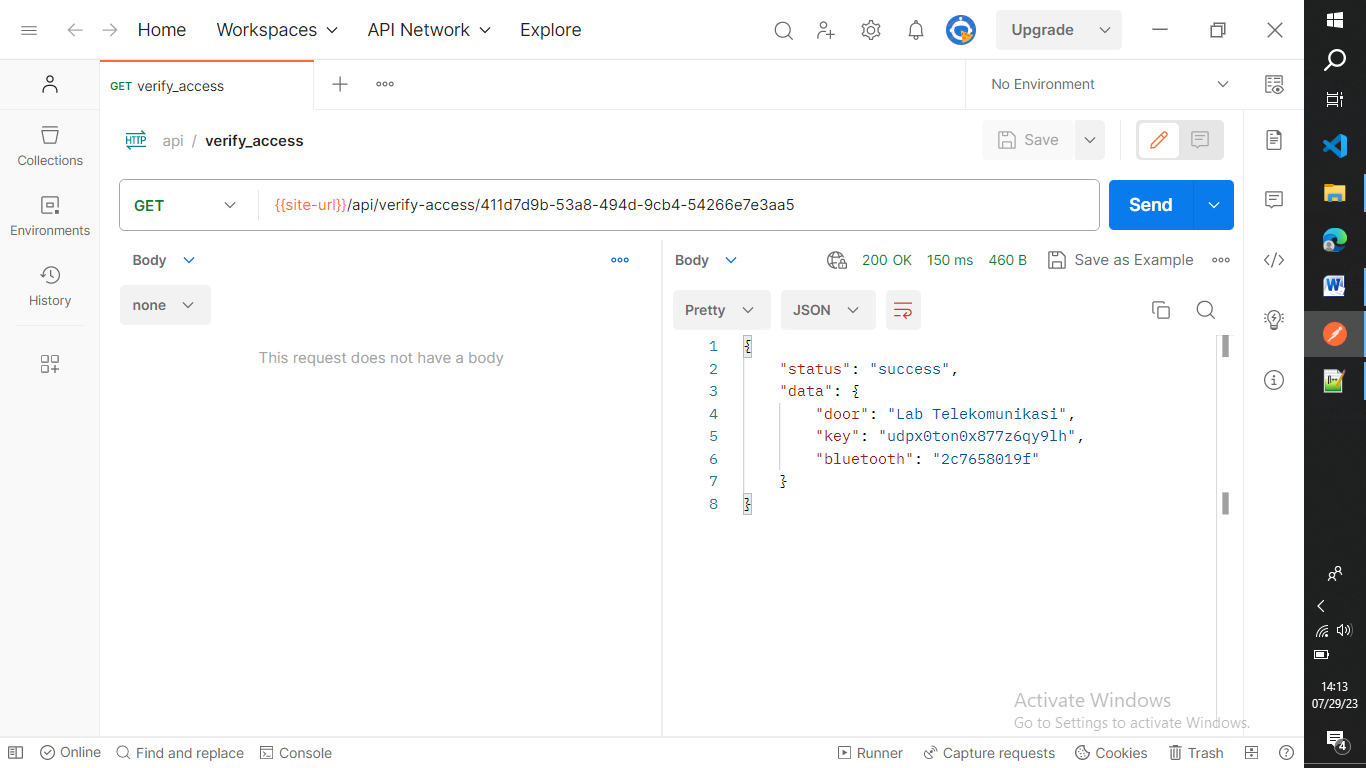 Home Workspaces API Network Explore Upgrade
GET verify_access No Environment
HTTP api / verify_access Save
GET {{site-url}}/api/verify-access/411d7d9b-53a8-494d-9cb4-54266e7e3aa5 Send
Collections
Environments
History
Body
none
This request does not have a body
Body 200 OK 150 ms 460 B Save as Example
Pretty JSON
1 {
2 "status": "success",
3 "data": {
4 "door": "Lab Telekomunikasi",
5 "key": "udpx0ton0x877z6qy9lh",
6 "bluetooth": "2c7658019f"
7 }
8 }
Activate Windows
Go to Settings to activate Windows.
Online Find and replace Console Runner Capture requests Cookies Trash
14:13
07/29/23
4